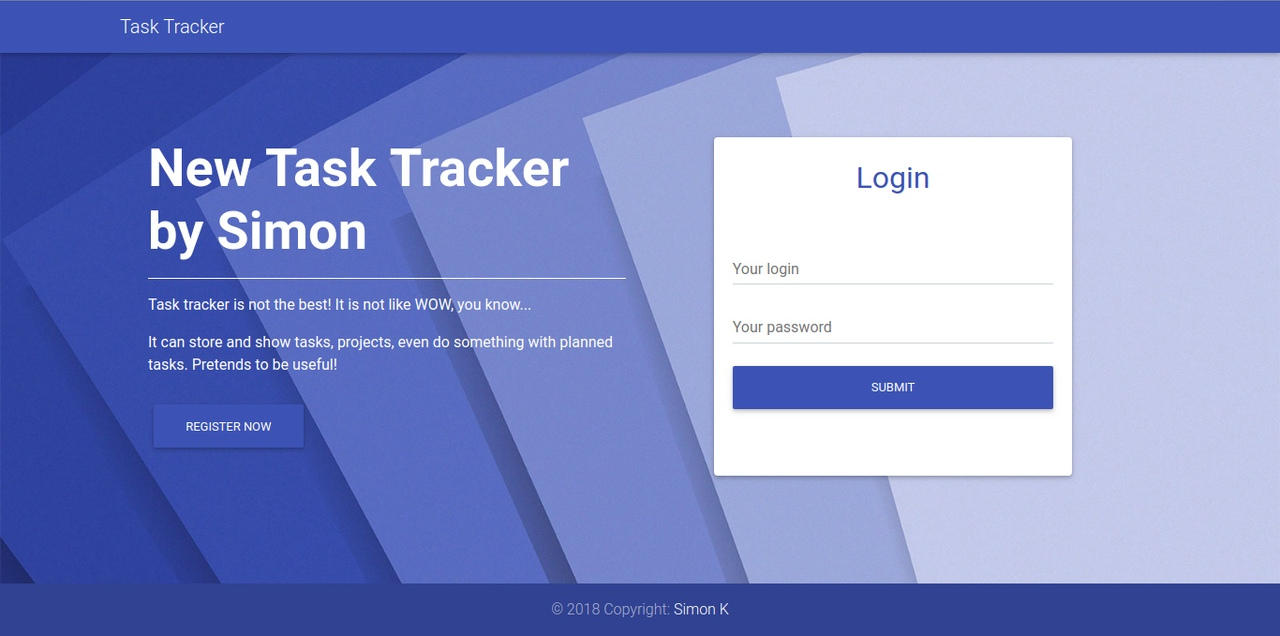 Task Tracker
New Task Tracker
by Simon
Task tracker is not the best! It is not like WOW, you know...
It can store and show tasks, projects, even do something with planned
tasks. Pretends to be useful!
REGISTER NOW
Login
Your login
Your password
SUBMIT
© 2018 Copyright: Simon K